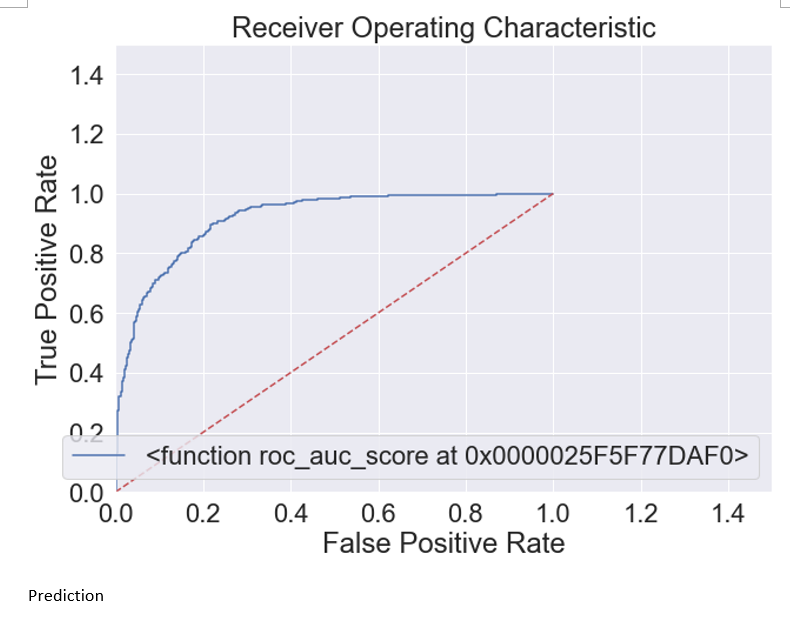 Receiver Operating Characteristic
1.4
1.2
1.0
0.8
0.6
0.4
0.2
0.0
True Positive Rate
<function roc_auc_score at 0x0000025F5F77DAF0>
0.0 0.2 0.4 0.6 0.8 1.0 1.2 1.4
False Positive Rate
Prediction